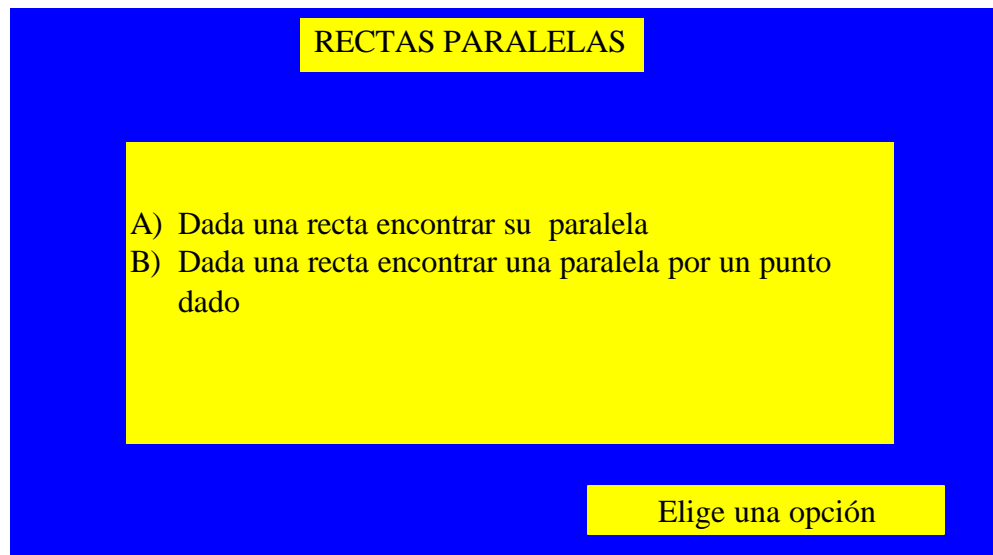 RECTAS PARALELAS
A) Dada una recta encontrar su paralela
B) Dada una recta encontrar una paralela por un punto
dado
Elige una opción